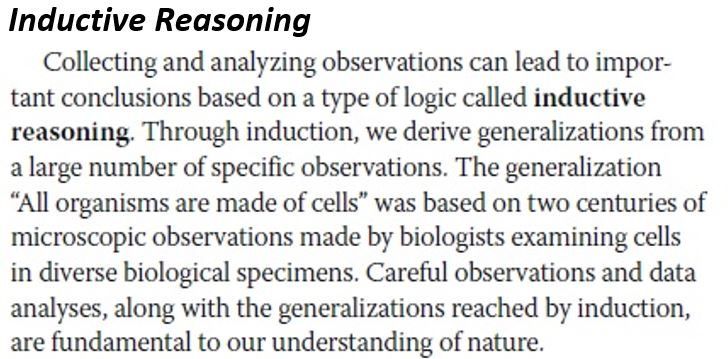 Inductive Reasoning
Collecting and analyzing observations can lead to impor-
tant conclusions based on a type of logic called inductive
reasoning. Through induction, we derive generalizations from
a large number of specific observations. The generalization
“All organisms are made of cells” was based on two centuries of
microscopic observations made by biologists examining cells
in diverse biological specimens. Careful observations and data
analyses, along with the generalizations reached by induction,
are fundamental to our understanding of nature.